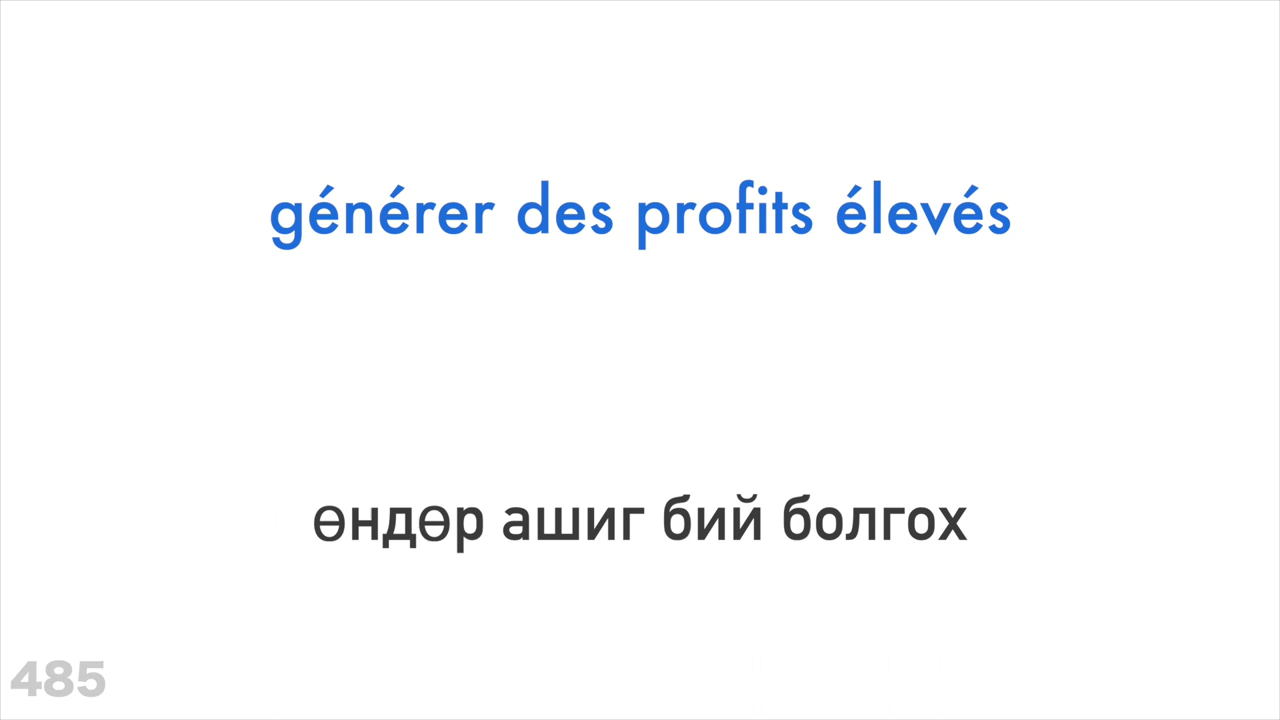 générer des profits élevés
өндөр ашиг бий болгох
485